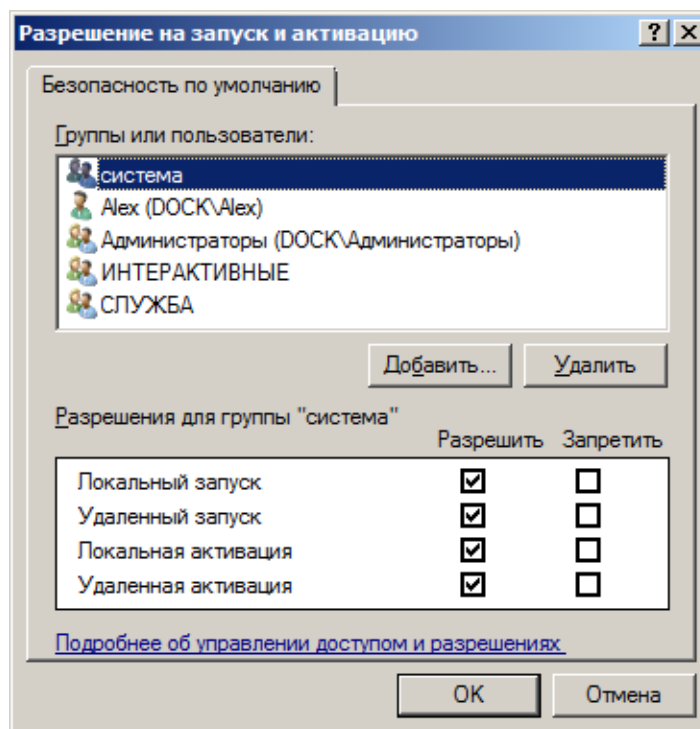 Разрешение на запуск и активацию
Безопасность по умолчанию
Группы или пользователи:
система
Alex (DOCK\Alex)
Администраторы (DOCK\Администраторы)
ИНТЕРАКТИВНЫЕ
СЛУЖБА
Добавить...
Удалить
Разрешения для группы "система"
Разрешить Запретить
Локальный запуск
Удаленный запуск
Локальная активация
Удаленная активация
Подробнее об управлении доступом и разрешениях
OK
Отмена